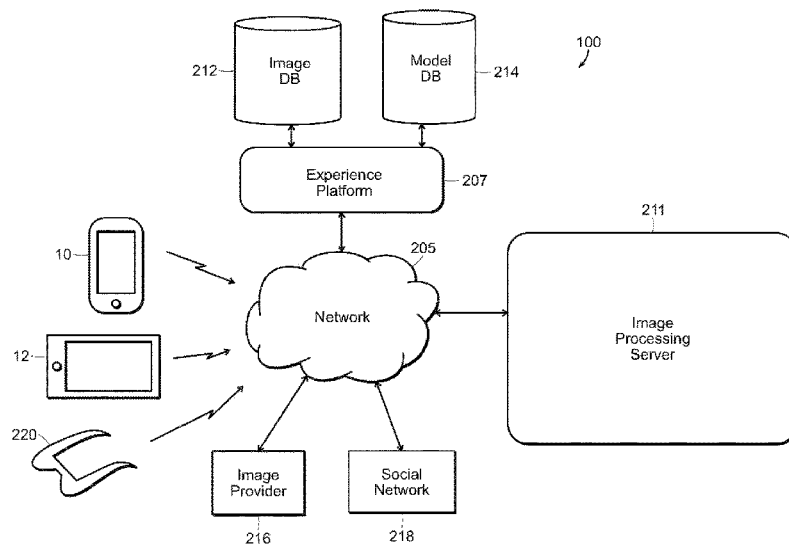 Image
DB
212
Model
DB
214
100
Experience
Platform
207
10
205
211
Network
Image
Processing
Server
12
220
Image
Provider
216
Social
Network
218